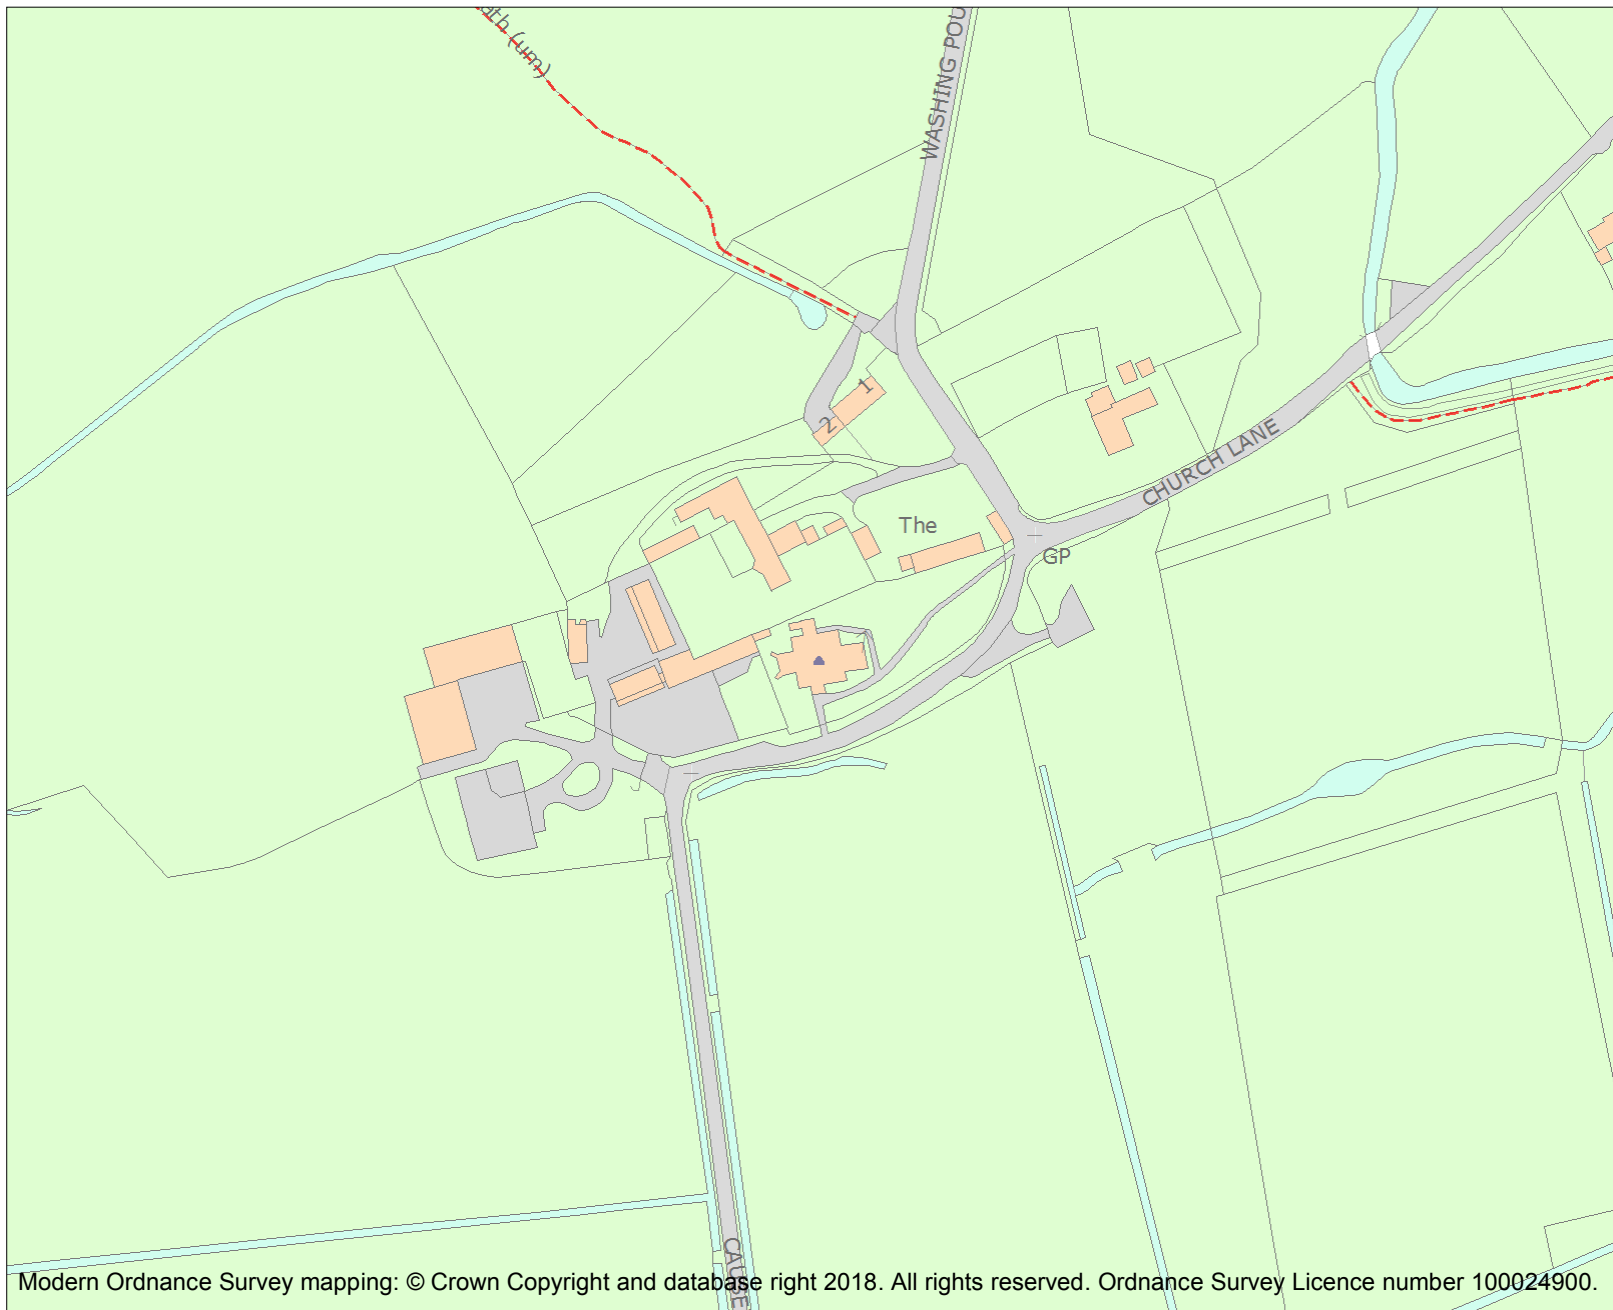 ath (um)
WASHING POU
1
2
CHURCH LANE
The
GP
CAUSE
Modern Ordnance Survey mapping: © Crown Copyright and database right 2018. All rights reserved. Ordnance Survey Licence number 100024900.